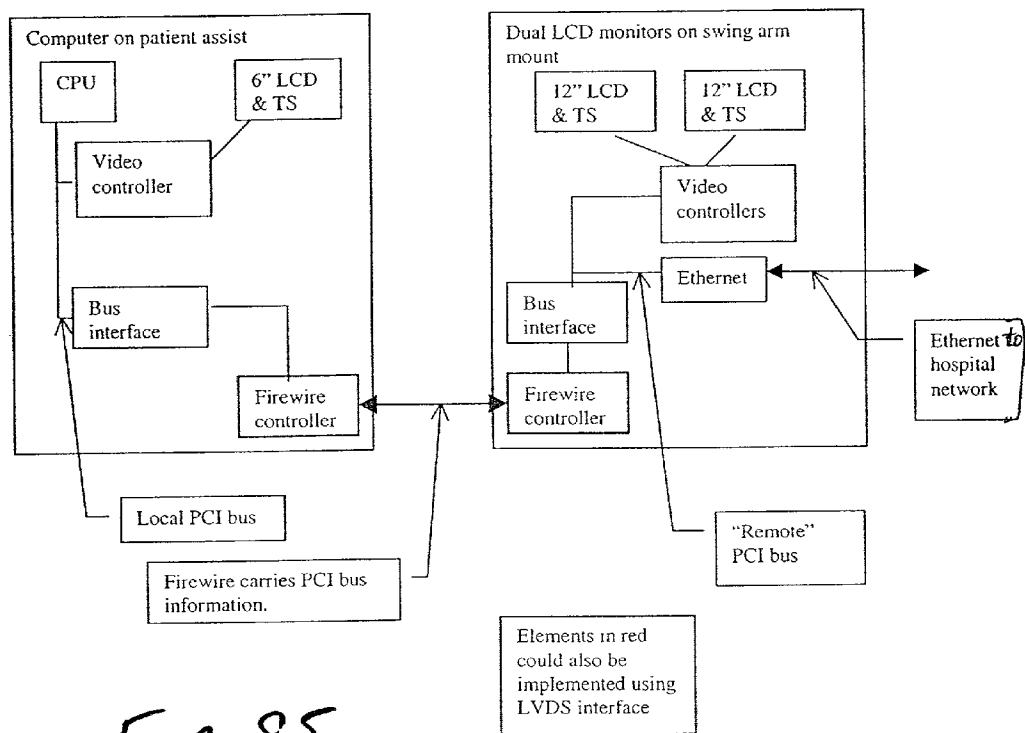 Computer on patient assist
CPU
6” LCD
& TS
Video
controller
Bus
interface
Firewire
controller
Dual LCD monitors on swing arm
mount
12” LCD
& TS
12” LCD
& TS
Video
controllers
Ethernet
Bus
interface
Firewire
controller
Ethernet to
hospital
network
Local PCI bus
“Remote”
PCI bus
Firewire carries PCI bus
information.
Elements in red
could also be
implemented using
LVDS interface
Fig 85